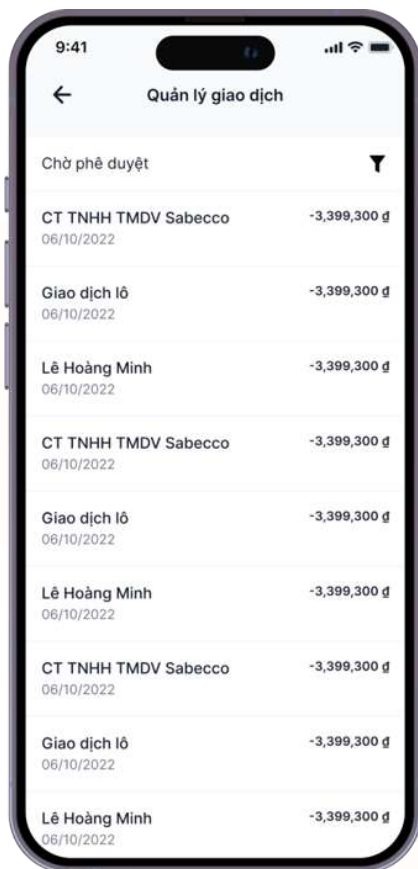 9:41
Quản lý giao dịch
Chờ phê duyệt
CT TNHH TMDV Sabecco -3,399,300 ₫
06/10/2022
Giao dịch lô -3,399,300 ₫
06/10/2022
Lê Hoàng Minh -3,399,300 ₫
06/10/2022
CT TNHH TMDV Sabecco -3,399,300 ₫
06/10/2022
Giao dịch lô -3,399,300 ₫
06/10/2022
Lê Hoàng Minh -3,399,300 ₫
06/10/2022
CT TNHH TMDV Sabecco -3,399,300 ₫
06/10/2022
Giao dịch lô -3,399,300 ₫
06/10/2022
Lê Hoàng Minh -3,399,300 ₫
06/10/2022